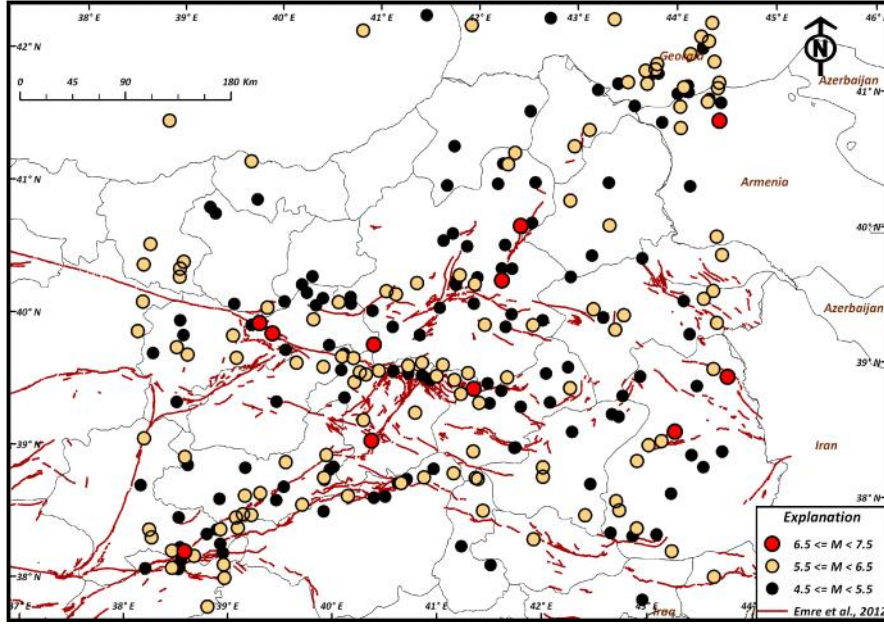 38° E 39° E 40° E 41° E 42° E 43° E 44° E 45° E 46° E
42° N
0 45 90 180 Km
N
Georgia
Azerbaijan
41° N
41° N
Armenia
40° N
40° N
Azerbaijan
39° N
39° N
Iran
38° N
38° N
37° E 38° E 39° E 40° E 41° E 42° E 43° E 44
Iraq
Explanation
6.5 <= M < 7.5
5.5 <= M < 6.5
4.5 <= M < 5.5
Emre et al., 2012